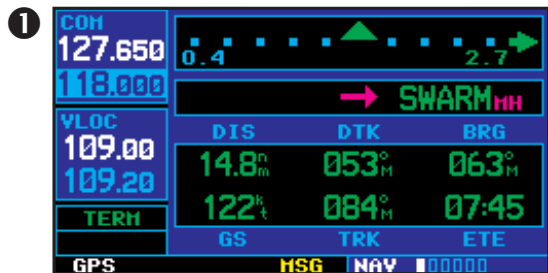 1
COM
127.650
118.000
0.4 2.7
→ SWARM MH
VLOC
109.00
109.20
DIS DTK BRG
14.8 nm 053°M 063°M
122 kt 084°M 07:45
GS TRK ETE
TERM
GPS MSG NAV